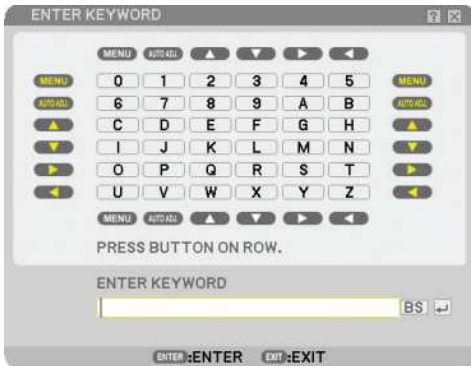 ENTER KEYWORD
MENU AUTO ADJ.
MENU 0 1 2 3 4 5 MENU
AUTO ADJ. 6 7 8 9 A B AUTO ADJ.
C D E F G H
I J K L M N
O P Q R S T
U V W X Y Z
MENU AUTO ADJ.
PRESS BUTTON ON ROW.
ENTER KEYWORD
BS
ENTER:ENTER EXIT:EXIT